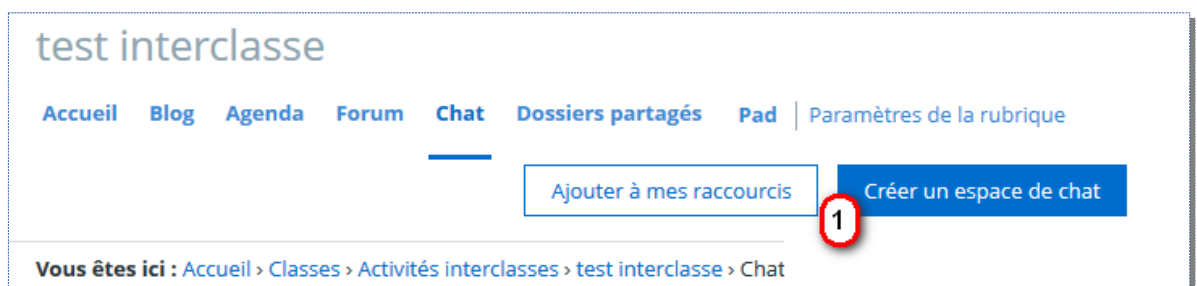 test interclasse
Accueil Blog Agenda Forum Chat Dossiers partagés Pad Paramètres de la rubrique
Ajouter à mes raccourcis Créer un espace de chat
1
Vous êtes ici : Accueil › Classes › Activités interclasses › test interclasse › Chat